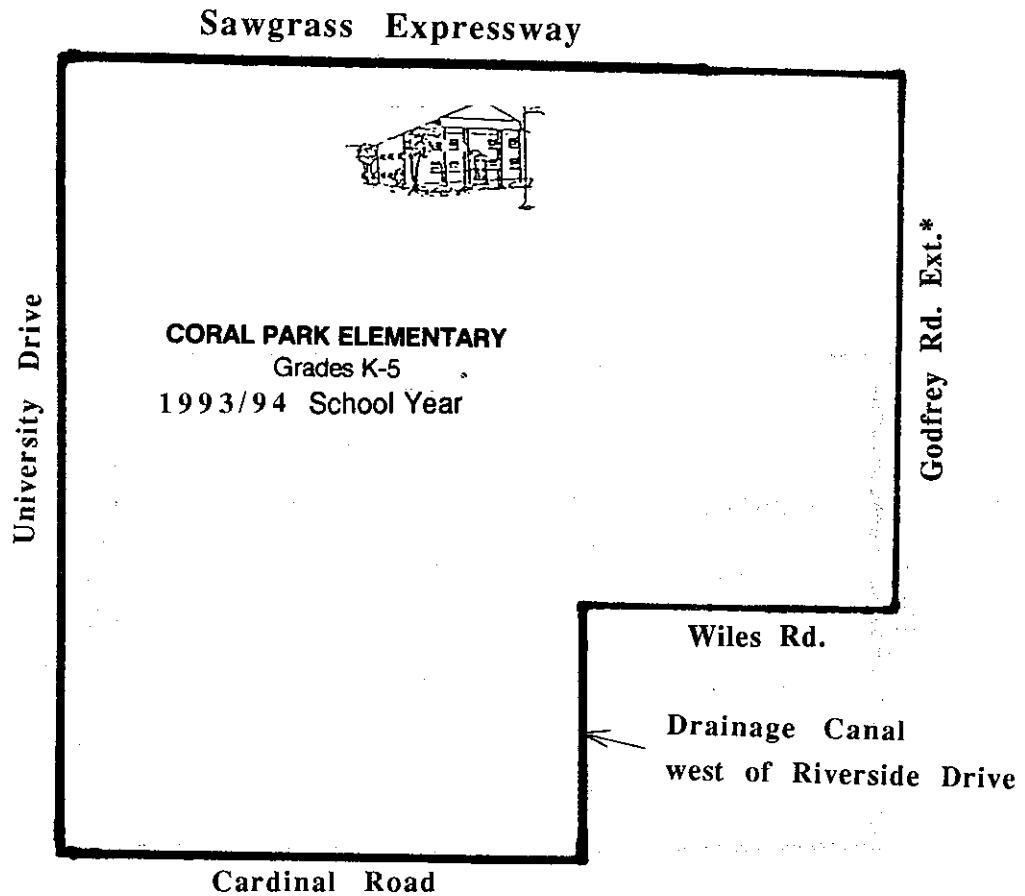 Sawgrass Expressway
University Drive
Godfrey Rd. Ext.*
CORAL PARK ELEMENTARY
Grades K-5
1993/94 School Year
Wiles Rd.
Drainage Canal
west of Riverside Drive
Cardinal Road